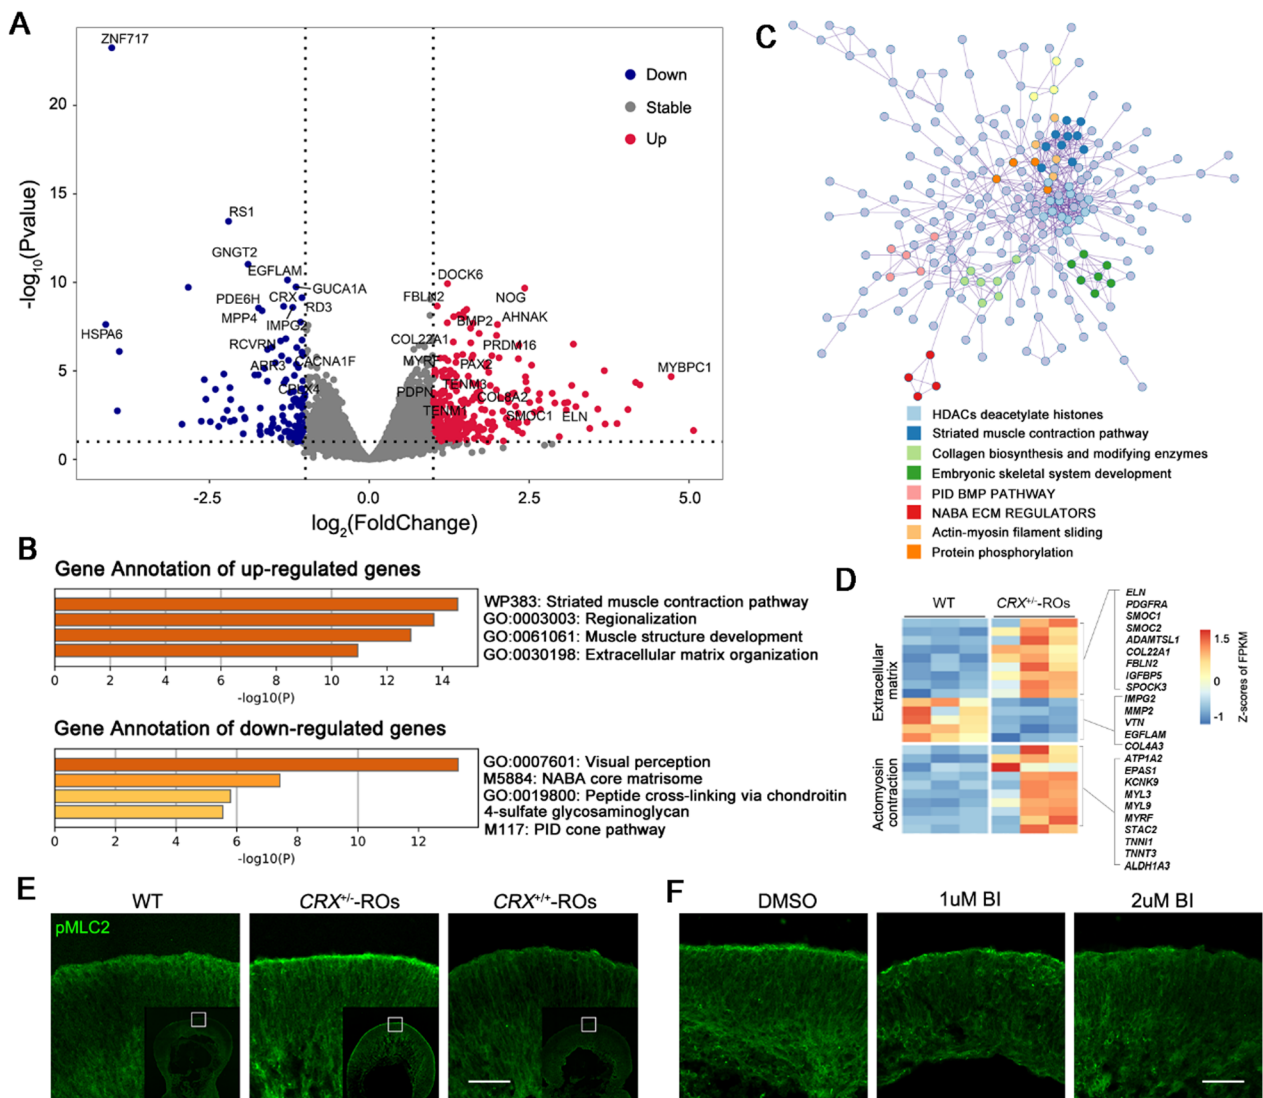 A
ZNF717
Down
Stable
Up
RS1
GNGT2
EGFLAM
GUCA1A
PDE6H
CRX
RD3
MPP4
IMPG2
HSPA6
RCVRN
ARR3
CACNA1F
CPLX4
DOCK6
FBLN2
NOG
BMP2
AHNAK
COL22A1
PRDM16
MYRF
PAX2
MYBPC1
TENM3
PDPN
COL8A2
TENM1
SMOC1
ELN
20
15
10
5
0
-log10(Pvalue)
-2.5
0.0
2.5
5.0
log2(FoldChange)
C
HDACs deacetylate histones
Striated muscle contraction pathway
Collagen biosynthesis and modifying enzymes
Embryonic skeletal system development
PID BMP PATHWAY
NABA ECM REGULATORS
Actin-myosin filament sliding
Protein phosphorylation
B
Gene Annotation of up-regulated genes
WP383: Striated muscle contraction pathway
GO:0003003: Regionalization
GO:0061061: Muscle structure development
GO:0030198: Extracellular matrix organization
0 2 4 6 8 10 12 14
-log10(P)
Gene Annotation of down-regulated genes
GO:0007601: Visual perception
M5884: NABA core matrisome
GO:0019800: Peptide cross-linking via chondroitin
4-sulfate glycosaminoglycan
M117: PID cone pathway
0 2 4 6 8 10 12
-log10(P)
D
WT
CRX+/--ROs
Extracellular
matrix
Actomyosin
contraction
ELN
PDGFRA
SMOC1
SMOC2
ADAMTSL1
COL22A1
FBLN2
IGFBP5
SPOCK3
IMPG2
MMP2
VTN
EGFLAM
COL4A3
ATP1A2
EPAS1
KCNK9
MYL3
MYL9
MYRF
STAC2
TNNI1
TNNT3
ALDH1A3
1.5
0
-1
Z-scores of FPKM
E
WT
CRX+/--ROs
CRX+/+-ROs
pMLC2
F
DMSO
1uM BI
2uM BI